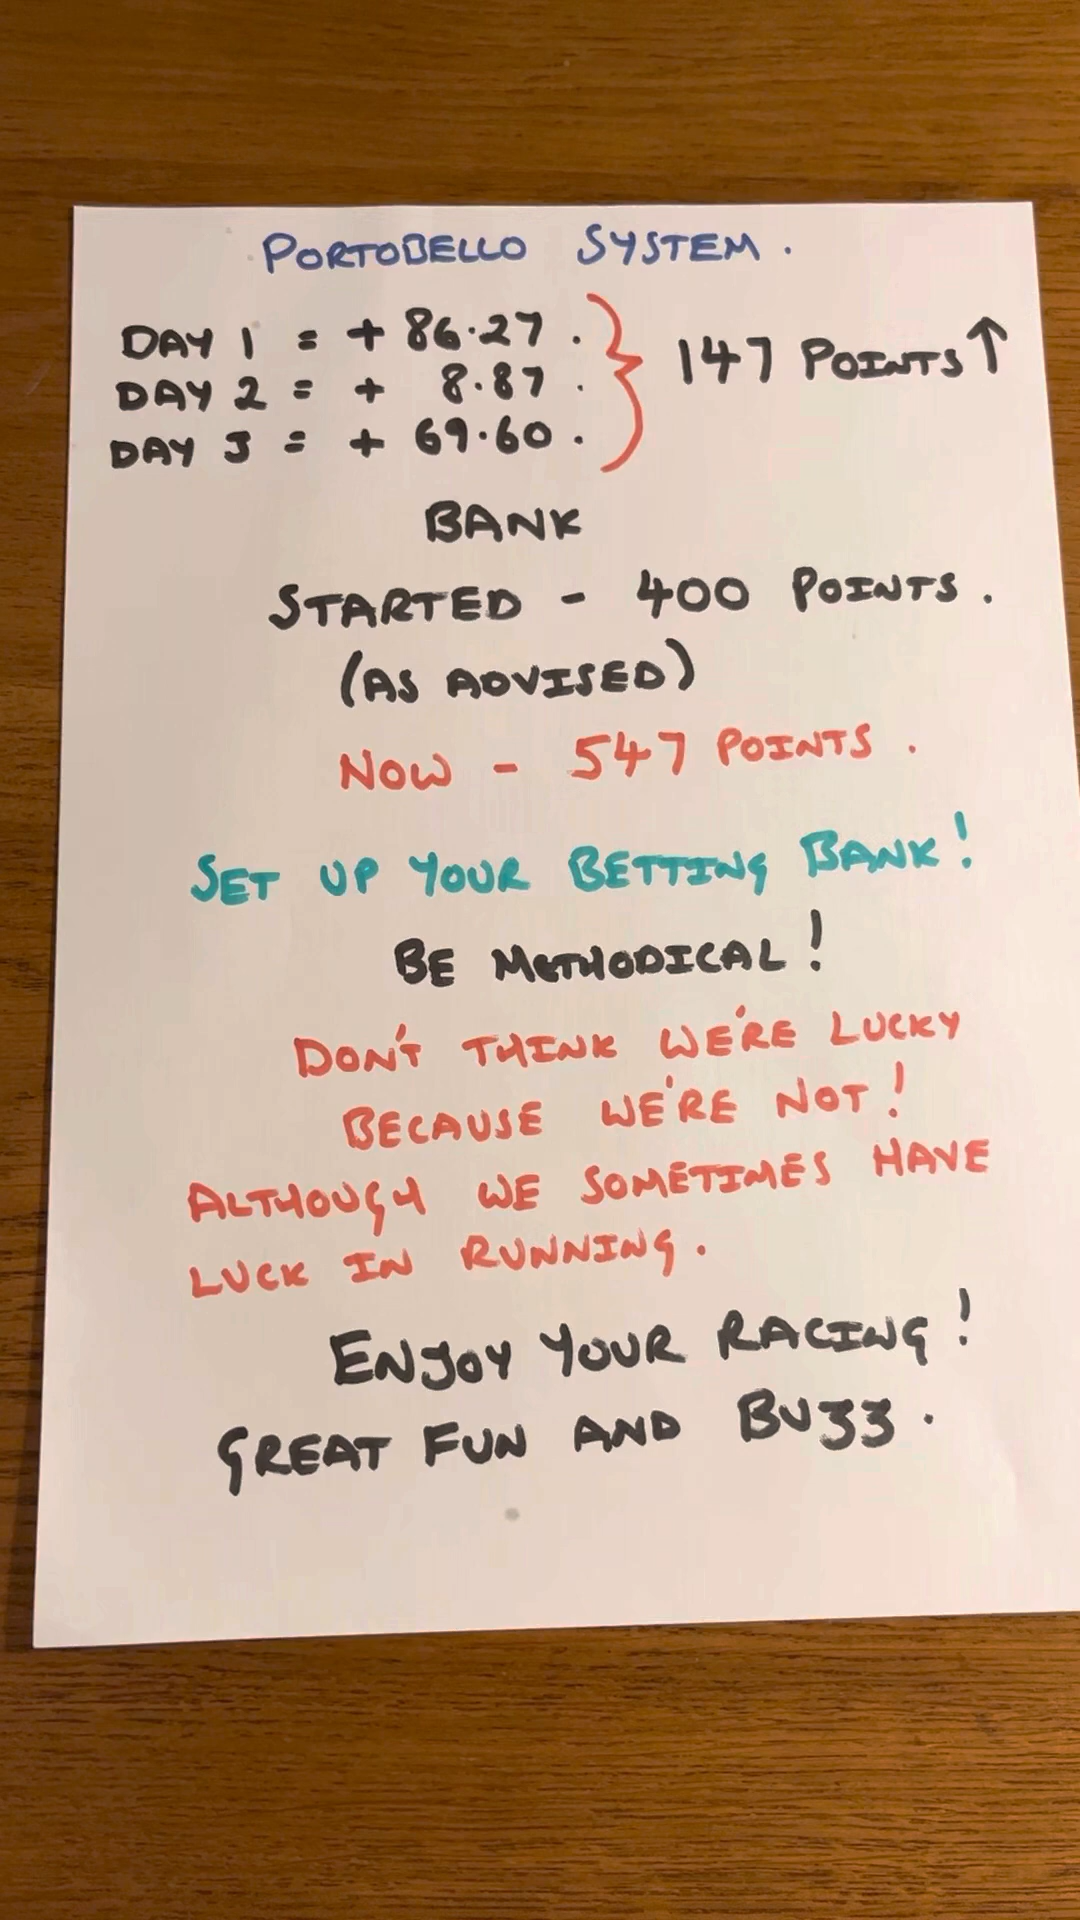 PORTOBELLO SYSTEM.
DAY 1 = + 86.27.
DAY 2 = + 8.87.
DAY 3 = + 69.60.
147 POINTS ↑
BANK
STARTED - 400 POINTS.
(AS ADVISED)
NOW - 547 POINTS.
SET UP YOUR BETTING BANK!
BE METHODICAL!
DON'T THINK WE'RE LUCKY
BECAUSE WE'RE NOT!
ALTHOUGH WE SOMETIMES HAVE
LUCK IN RUNNING.
ENJOY YOUR RACING!
GREAT FUN AND BUZZ.